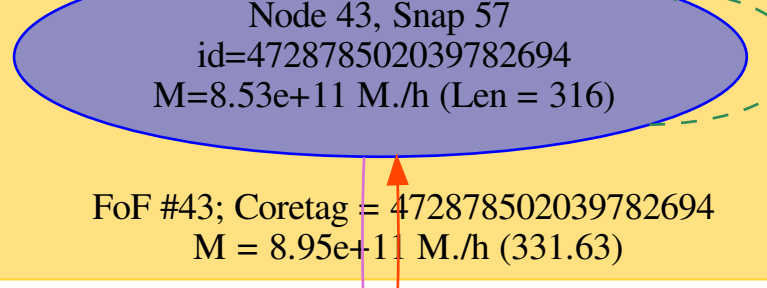 Node 43, Snap 57
id=472878502039782694
M=8.53e+11 M./h (Len = 316)
FoF #43; Coretag = 472878502039782694
M = 8.95e+11 M./h (331.63)